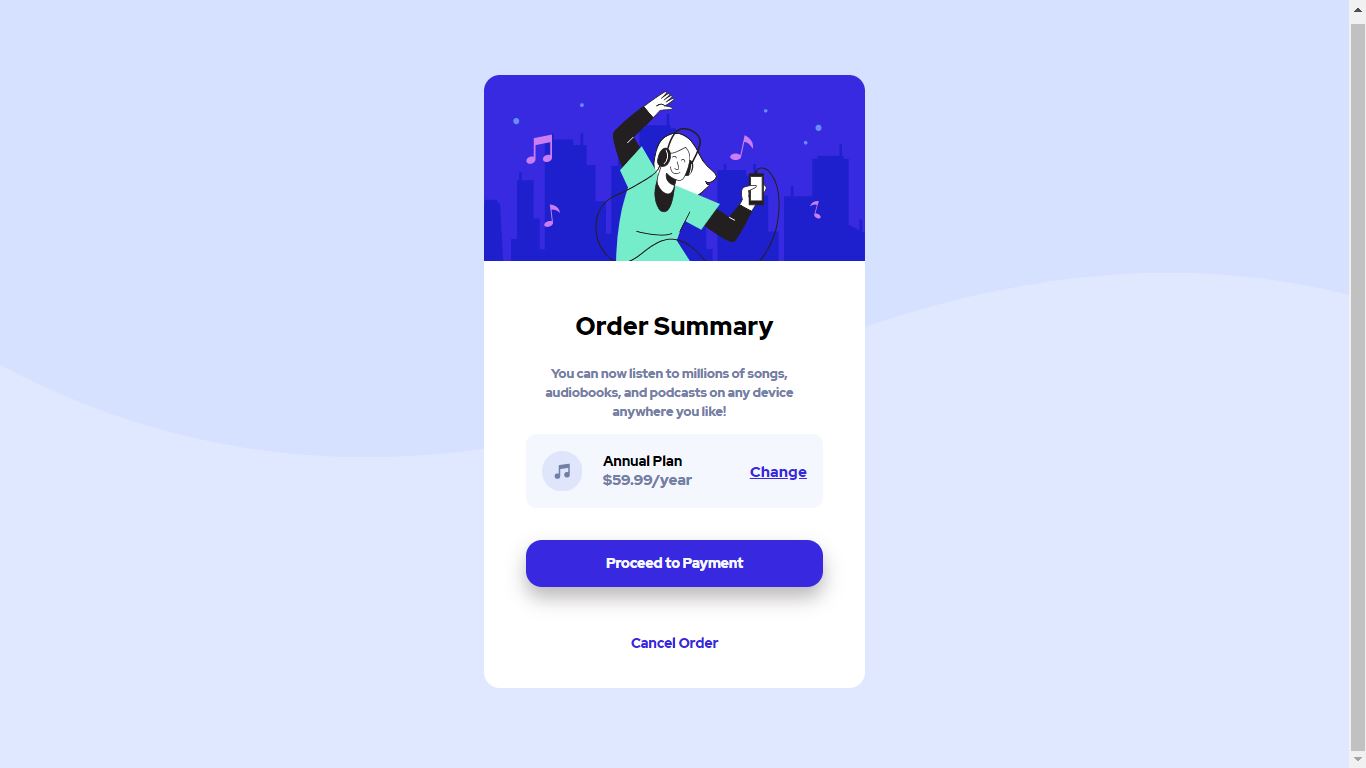 Order Summary
You can now listen to millions of songs,
audiobooks, and podcasts on any device
anywhere you like!
Annual Plan
$59.99/year
Change
Proceed to Payment
Cancel Order